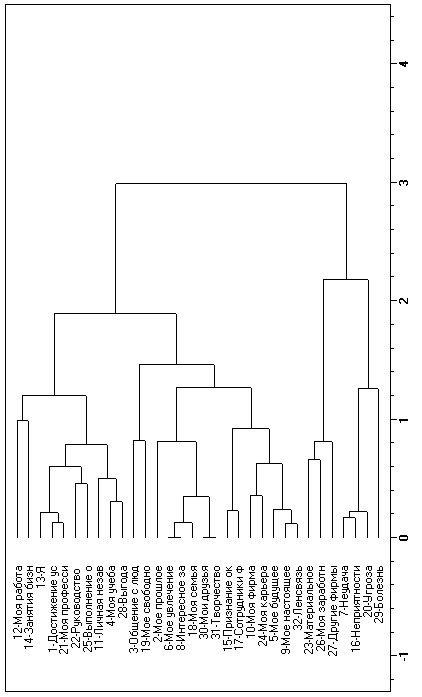 12-Моя работа
14-Занятия бизн
13-Я
1-Достижение ус
21-Моя професси
22-Руководство
25-Выполнение о
11-Личная незав
4-Моя учеба
28-Выгода
3-Общение с люд
19-Мое свободно
2-Мое прошлое
6-Мое увлечение
8-Интересное за
18-Моя семья
30-Мои друзья
31-Творчество
15-Признание ок
17-Сотрудники ф
10-Моя фирма
24-Моя карьера
5-Мое будущее
9-Мое настоящее
32-Ленсвязь
23-Материальное
26-Мой заработн
27-Другие фирмы
7-Неудача
16-Неприятности
20-Угроза
29-Болезнь
4
3
2
1
0
-1